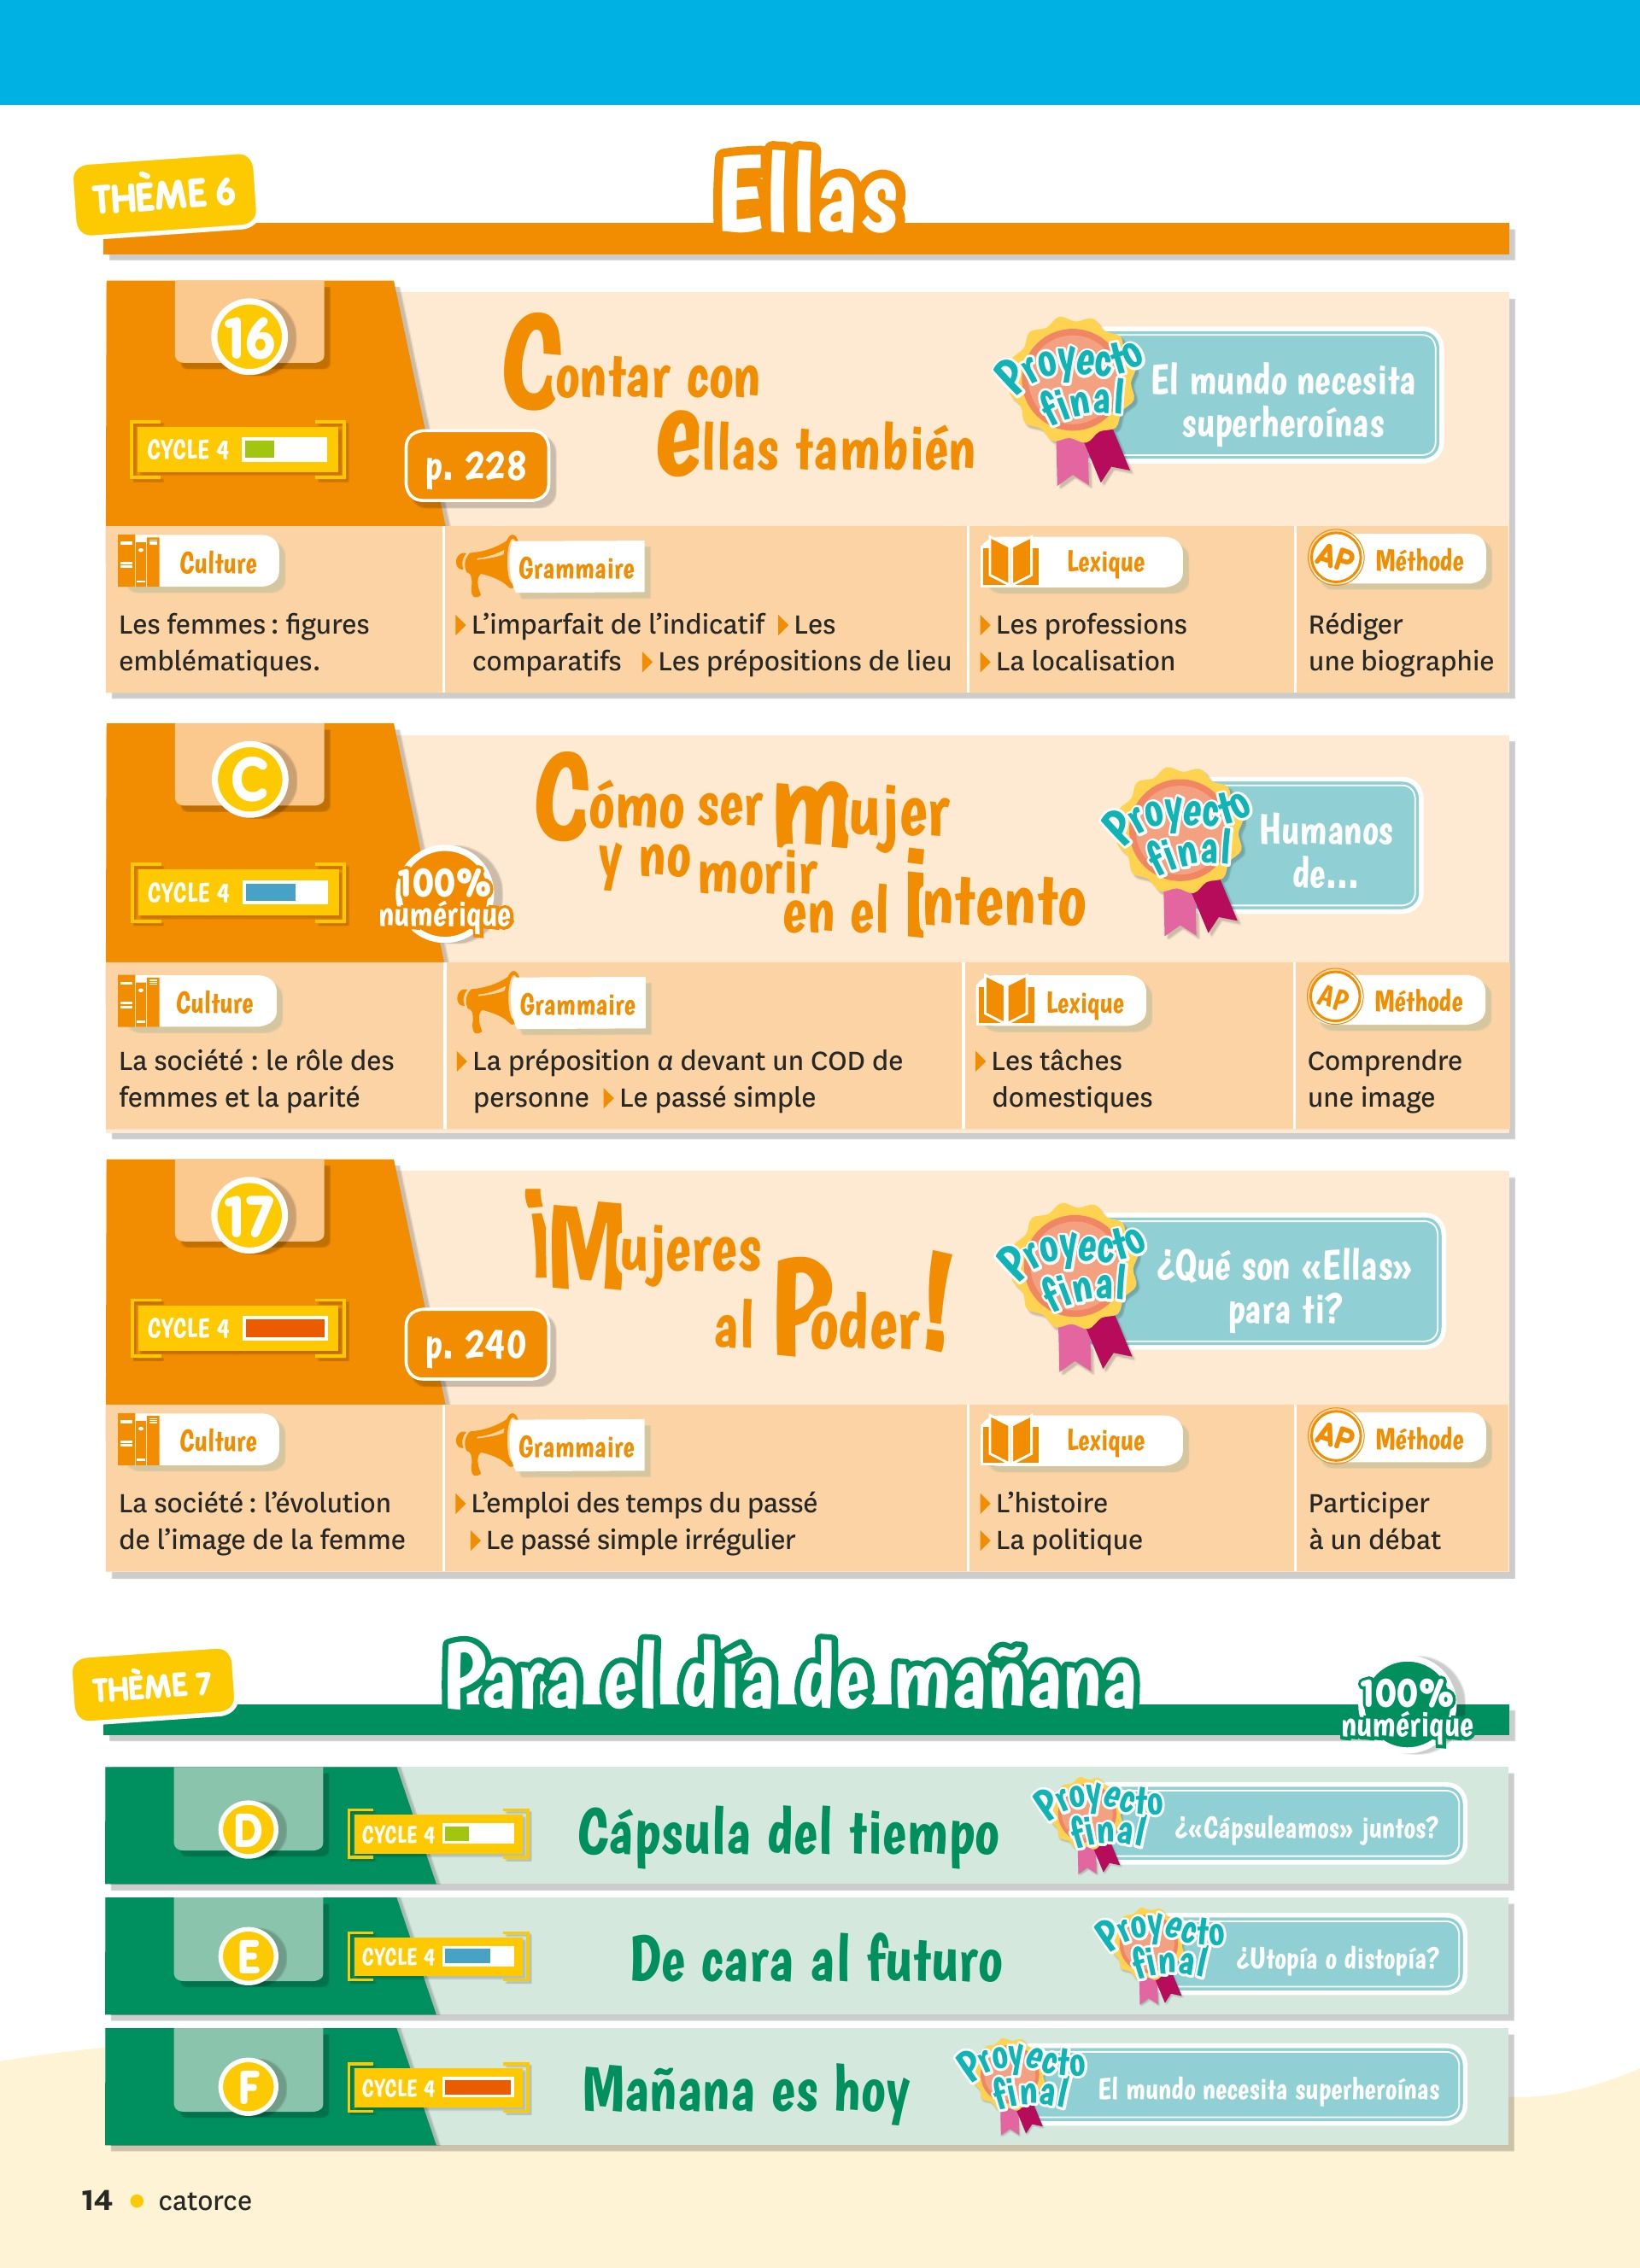 THÈME 6
Ellas
16
CYCLE 4
p. 228
Contar con
ellas también
Proyecto
final
El mundo necesita
superheroínas
Culture
Les femmes : figures
emblématiques.
Grammaire
L'imparfait de l'indicatif Les
comparatifs Les prépositions de lieu
Lexique
Les professions
La localisation
AP Méthode
Rédiger
une biographie
C
CYCLE 4
100%
numérique
Cómo ser mujer
y no morir
en el intento
Proyecto
final
Humanos
de...
Culture
La société : le rôle des
femmes et la parité
Grammaire
La préposition a devant un COD de
personne Le passé simple
Lexique
Les tâches
domestiques
AP Méthode
Comprendre
une image
17
CYCLE 4
p. 240
¡Mujeres
al Poder!
Proyecto
final
¿Qué son «Ellas»
para ti?
Culture
La société : l'évolution
de l'image de la femme
Grammaire
L'emploi des temps du passé
Le passé simple irrégulier
Lexique
L'histoire
La politique
AP Méthode
Participer
à un débat
THÈME 7
Para el día de mañana
100%
numérique
D
CYCLE 4
Cápsula del tiempo
Proyecto
final
¿«Cápsuleamos» juntos?
E
CYCLE 4
De cara al futuro
Proyecto
final
¿Utopía o distopía?
F
CYCLE 4
Mañana es hoy
Proyecto
final
El mundo necesita superheroínas
14 • catorce